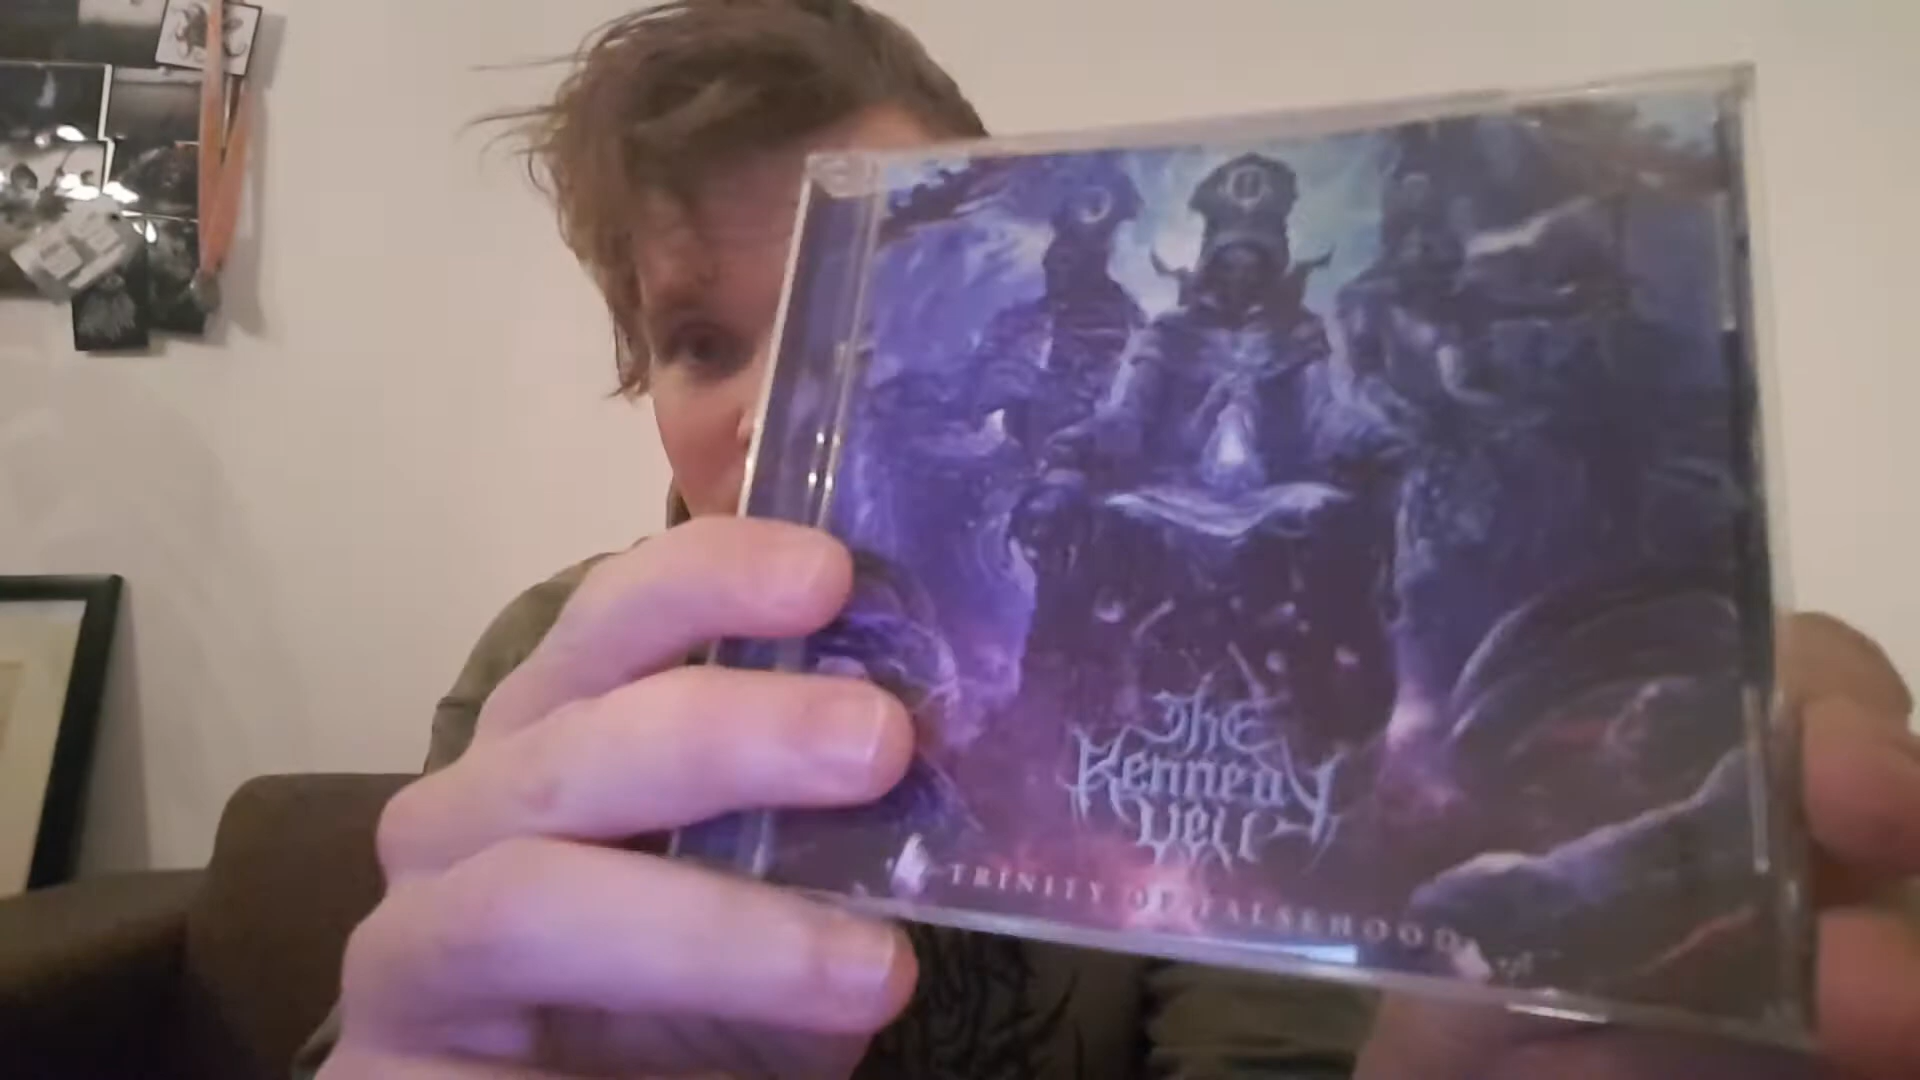 The
Kennedy
Veil
TRINITY OF FALSEHOOD